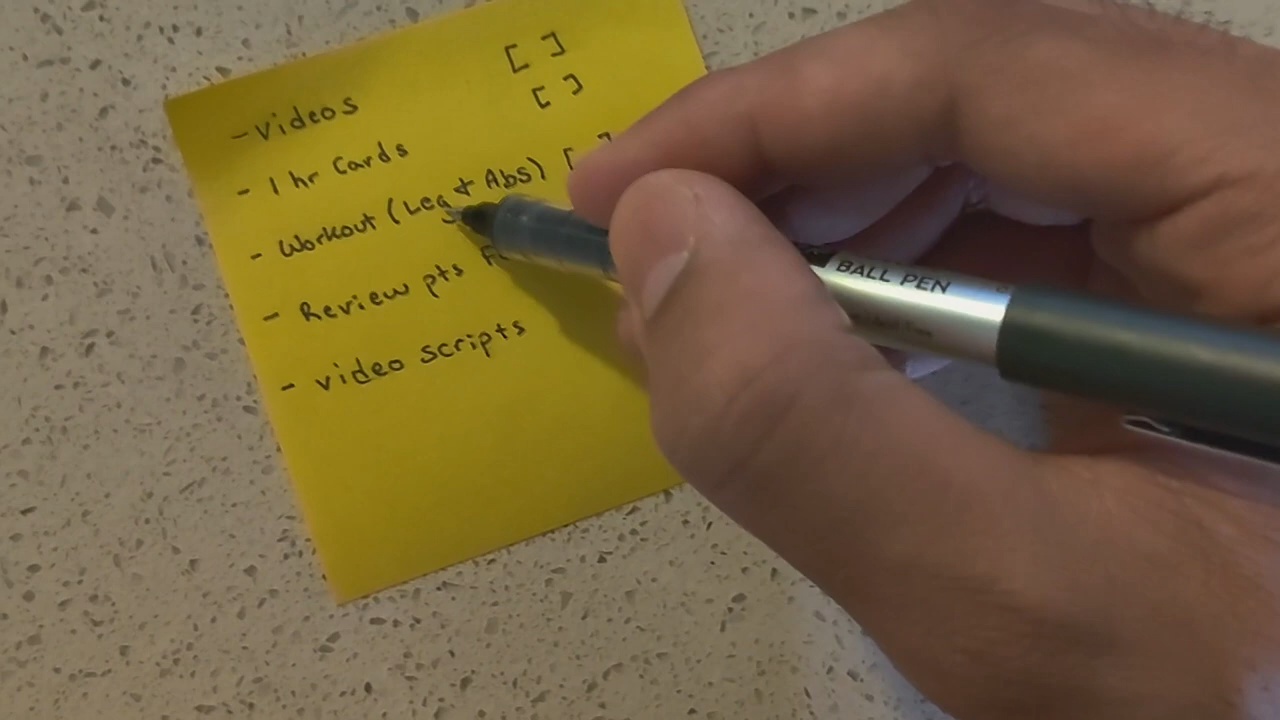 - Videos [ ]
- 1 hr Cards [ ]
- Workout (Leg & Abs) [ ]
- Review pts
- video scripts
BALL PEN